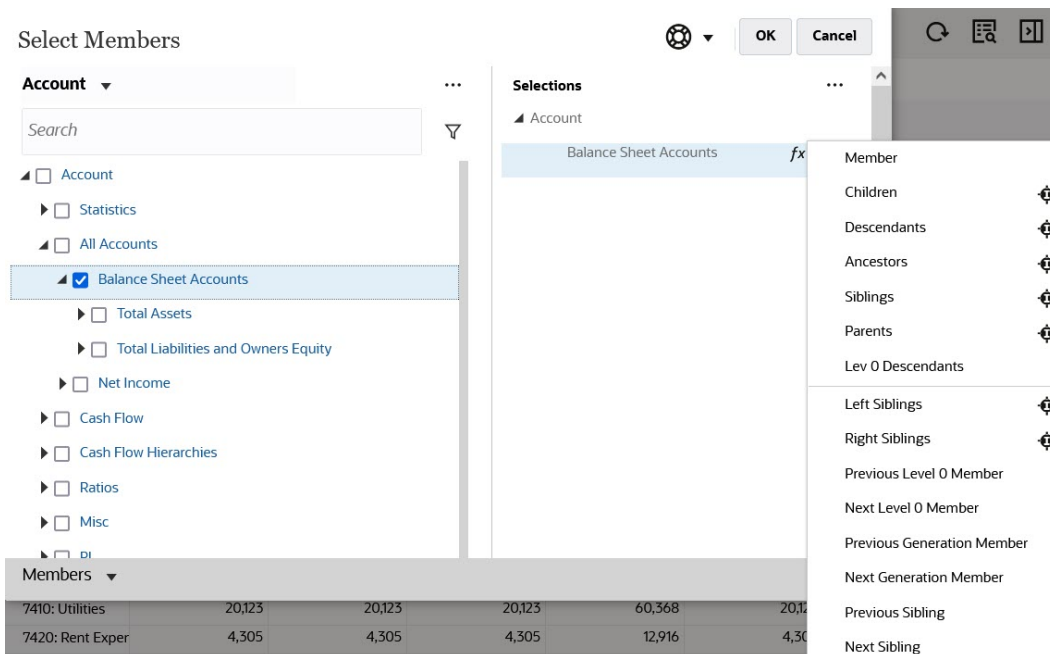 Select Members
OK
Cancel
Account
Search
Account
Statistics
All Accounts
Balance Sheet Accounts
Total Assets
Total Liabilities and Owners Equity
Net Income
Cash Flow
Cash Flow Hierarchies
Ratios
Misc
Members
Selections
Account
Balance Sheet Accounts fx
Member
Children
Descendants
Ancestors
Siblings
Parents
Lev 0 Descendants
Left Siblings
Right Siblings
Previous Level 0 Member
Next Level 0 Member
Previous Generation Member
Next Generation Member
Previous Sibling
Next Sibling
7410: Utilities 20,123 20,123 20,123 60,368
7420: Rent Exper 4,305 4,305 4,305 12,916